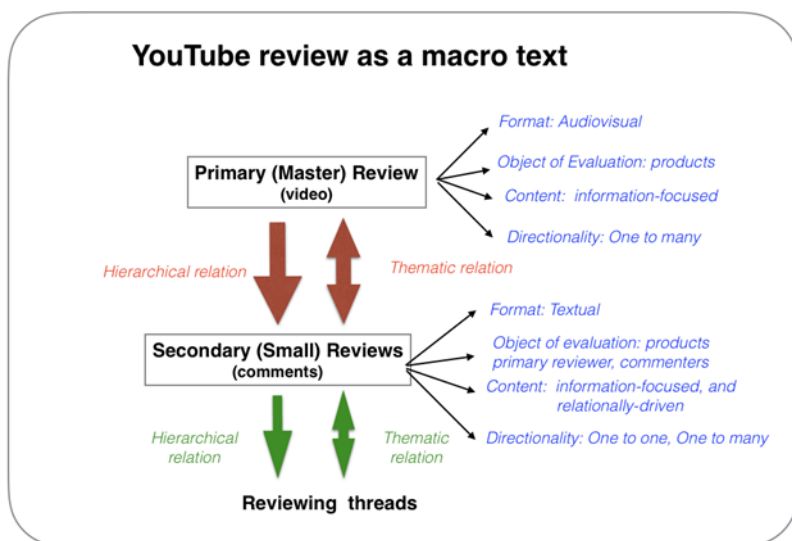 YouTube review as a macro text
Format: Audiovisual
Primary (Master) Review
(video)
Object of Evaluation: products
Content: information-focused
Directionality: One to many
Hierarchical relation
Thematic relation
Format: Textual
Secondary (Small) Reviews
(comments)
Object of evaluation: products
primary reviewer, commenters
Content: information-focused, and
relationally-driven
Directionality: One to one, One to many
Hierarchical
relation
Thematic
relation
Reviewing threads